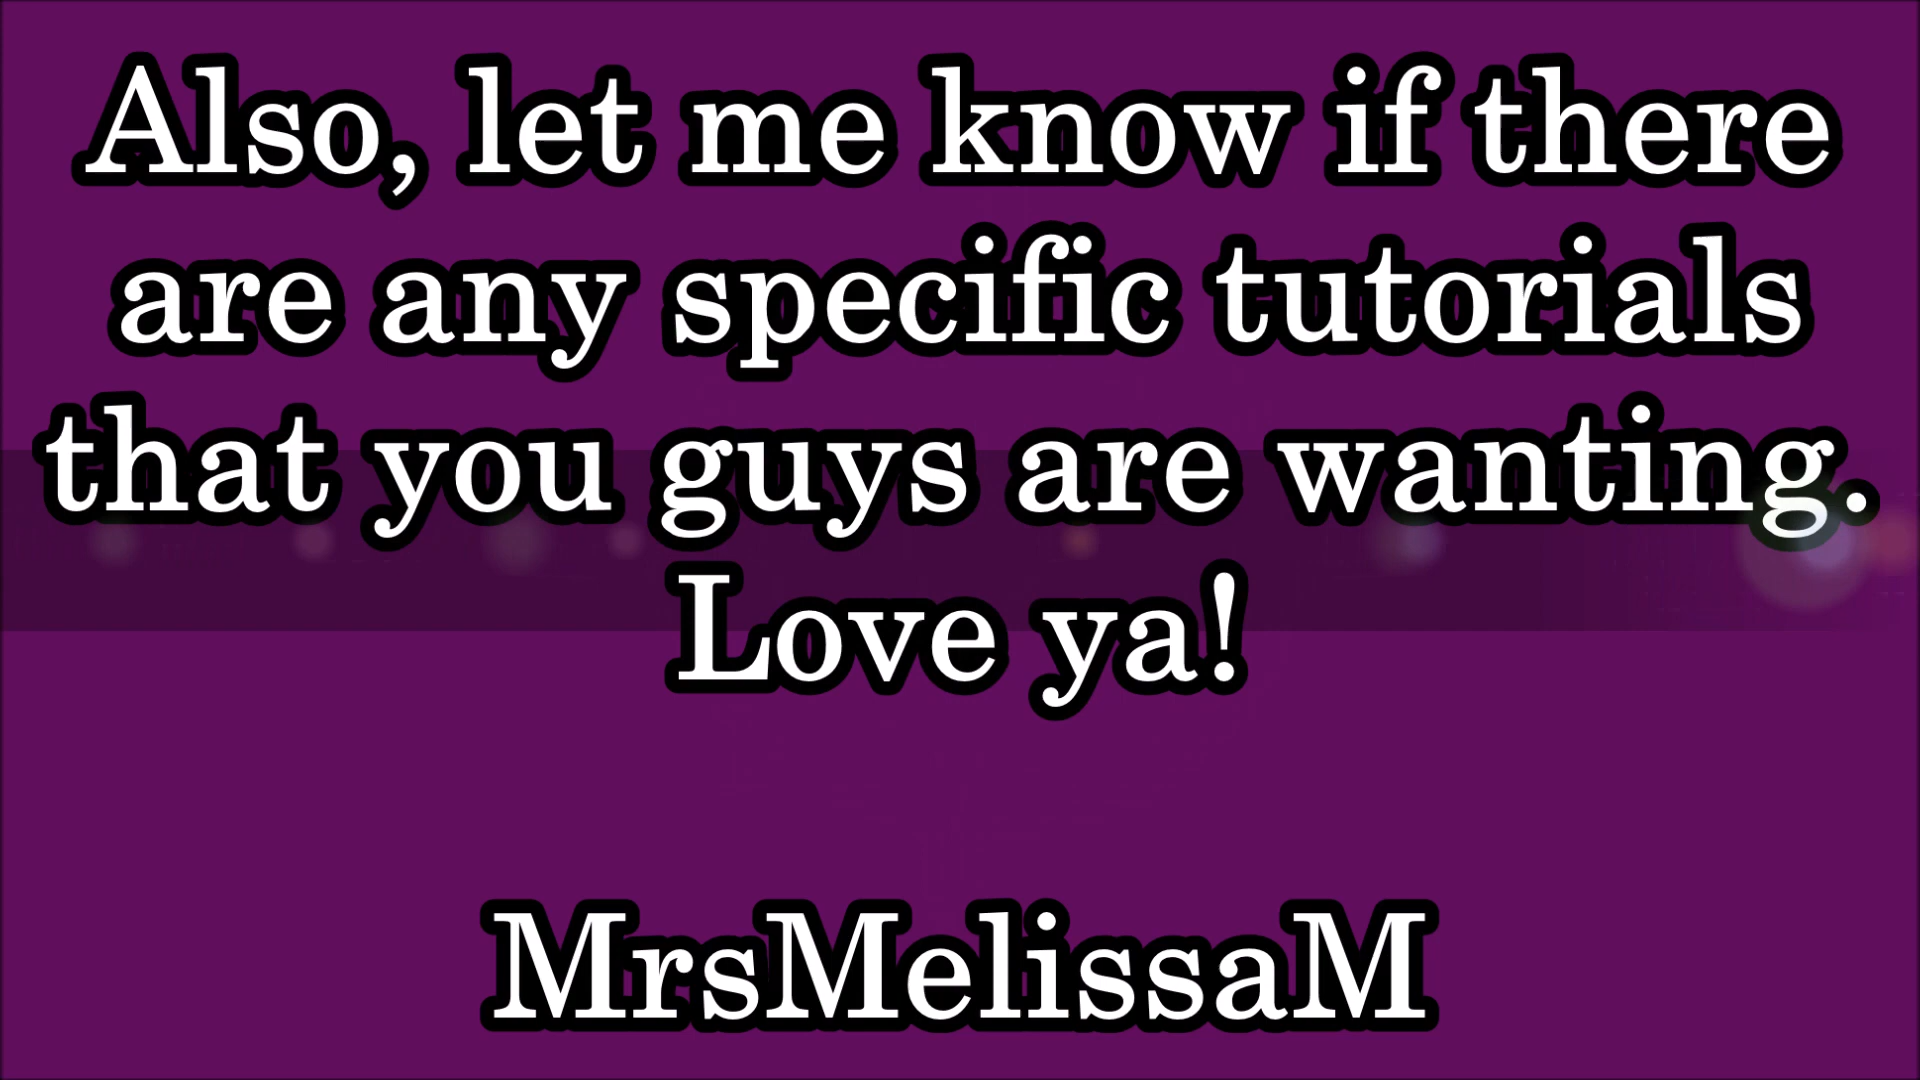 Also, let me know if there
are any specific tutorials
that you guys are wanting.
Love ya!
MrsMelissaM